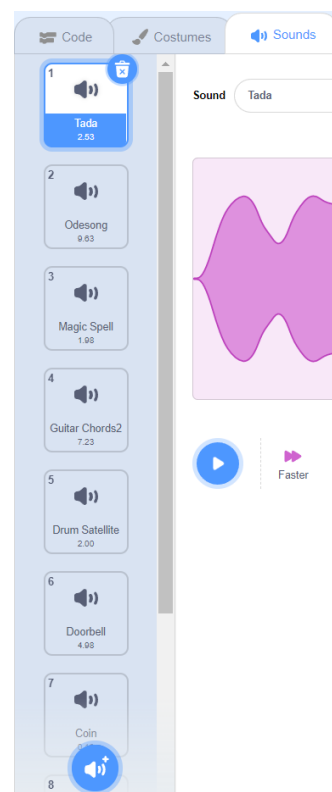 Code
Costumes
Sounds
1
Tada
2.53
Sound
Tada
2
Odesong
9.63
3
Magic Spell
1.98
4
Guitar Chords2
7.23
Faster
5
Drum Satellite
2.00
6
Doorbell
4.98
7
Coin
8